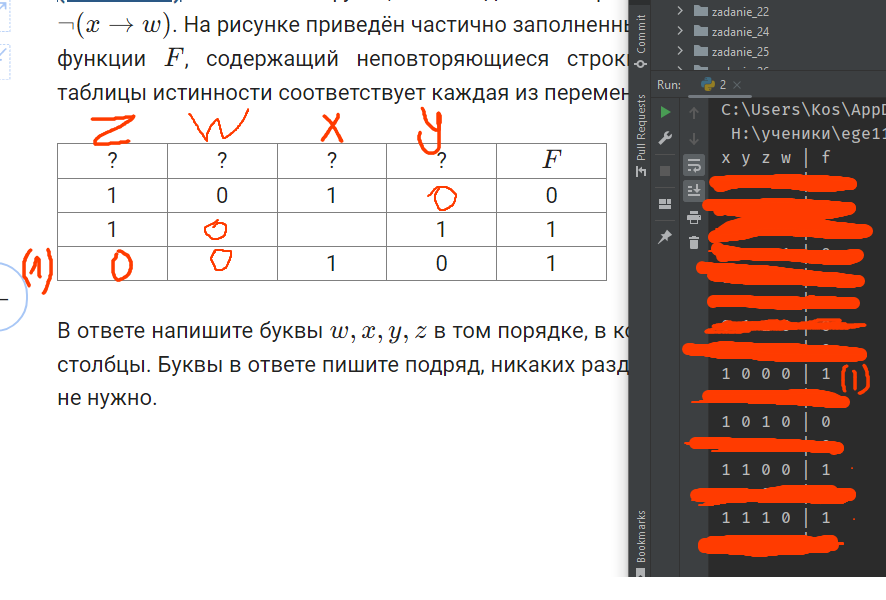 ¬(x → w). На рисунке приведён частично заполненны
функции F, содержащий неповторяющиеся строки
таблицы истинности соответствует каждая из перемен
Z W X Y
? ? ? ? F
1 0 1 0 0
1 0 1 1
(1) 0 0 1 0 1
В ответе напишите буквы w, x, y, z в том порядке, в ко
столбцы. Буквы в ответе пишите подряд, никаких разд
не нужно.
Commit
Pull Requests
Bookmarks
zadanie_22
zadanie_24
zadanie_25
Run: 2
C:\Users\Kos\AppD
H:\ученики\ege11
x y z w | f
1 0 0 0 | 1 (1)
1 0 1 0 | 0
1 1 0 0 | 1
1 1 1 0 | 1